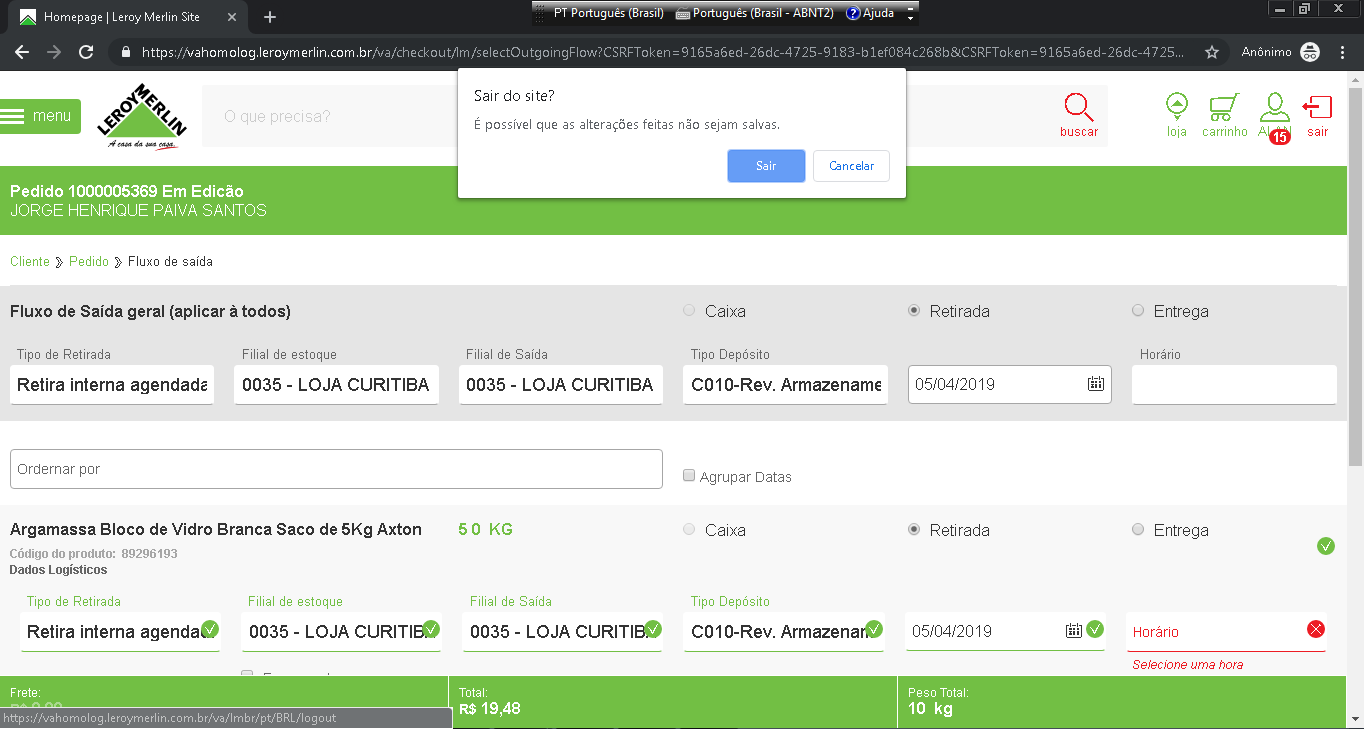 Homepage | Leroy Merlin Site
PT Português (Brasil) Português (Brasil - ABNT2) Ajuda
https://vahomolog.leroymerlin.com.br/va/checkout/lm/selectOutgoingFlow?CSRFToken=9165a6ed-26dc-4725-9183-b1ef084c268b&CSRFToken=9165a6ed-26dc-4725...
Anônimo
Sair do site?
É possível que as alterações feitas não sejam salvas.
Sair Cancelar
menu
LEROY MERLIN
A casa da sua casa.
O que precisa?
buscar
loja carrinho
15
sair
Pedido 1000005369 Em Edicão
JORGE HENRIQUE PAIVA SANTOS
Cliente Pedido Fluxo de saída
Fluxo de Saída geral (aplicar à todos) Caixa Retirada Entrega
Tipo de Retirada Filial de estoque Filial de Saída Tipo Depósito Horário
Retira interna agendada 0035 - LOJA CURITIBA 0035 - LOJA CURITIBA C010-Rev. Armazename 05/04/2019
Ordernar por Agrupar Datas
Argamassa Bloco de Vidro Branca Saco de 5Kg Axton 50 KG Caixa Retirada Entrega
Código do produto: 89296193
Dados Logísticos
Tipo de Retirada Filial de estoque Filial de Saída Tipo Depósito
Retira interna agenda 0035 - LOJA CURITIB 0035 - LOJA CURITIB C010-Rev. Armazenam 05/04/2019 Horário
Selecione uma hora
Frete: Total: Peso Total:
R$ 19,48 10 kg
https://vahomolog.leroymerlin.com.br/va/lmbr/pt/BRL/logout